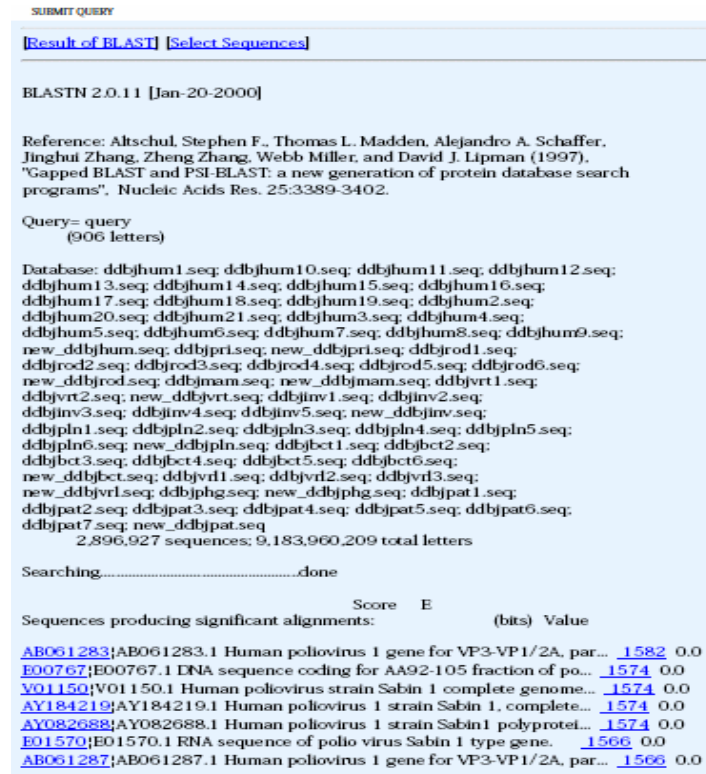 SUBMIT QUERY
[Result of BLAST] [Select Sequences]
BLASTN 2.0.11 [Jan-20-2000]
Reference: Altschul, Stephen F., Thomas L. Madden, Alejandro A. Schaffer,
Jinghui Zhang, Zheng Zhang, Webb Miller, and David J. Lipman (1997),
"Gapped BLAST and PSI-BLAST: a new generation of protein database search
programs", Nucleic Acids Res. 25:3389-3402.
Query= query
(906 letters)
Database: ddbjhum1.seq; ddbjhum10.seq; ddbjhum11.seq; ddbjhum12.seq;
ddbjhum13.seq; ddbjhum14.seq; ddbjhum15.seq; ddbjhum16.seq;
ddbjhum17.seq; ddbjhum18.seq; ddbjhum19.seq; ddbjhum2.seq;
ddbjhum20.seq; ddbjhum21.seq; ddbjhum3.seq; ddbjhum4.seq;
ddbjhum5.seq; ddbjhum6.seq; ddbjhum7.seq; ddbjhum8.seq; ddbjhum9.seq;
new_ddbjhum.seq; ddbjpri.seq; new_ddbjpri.seq; ddbjrod1.seq;
ddbjrod2.seq; ddbjrod3.seq; ddbjrod4.seq; ddbjrod5.seq; ddbjrod6.seq;
new_ddbjrod.seq; ddbjmam.seq; new_ddbjmam.seq; ddbjvrt1.seq;
ddbjvrt2.seq; new_ddbjvrt.seq; ddbjinv1.seq; ddbjinv2.seq;
ddbjinv3.seq; ddbjinv4.seq; ddbjinv5.seq; new_ddbjinv.seq;
ddbjpln1.seq; ddbjpln2.seq; ddbjpln3.seq; ddbjpln4.seq; ddbjpln5.seq;
ddbjpln6.seq; new_ddbjpln.seq; ddbjbct1.seq; ddbjbct2.seq;
ddbjbct3.seq; ddbjbct4.seq; ddbjbct5.seq; ddbjbct6.seq;
new_ddbjbct.seq; ddbjvrl1.seq; ddbjvrl2.seq; ddbjvrl3.seq;
new_ddbjvrl.seq; ddbjphg.seq; new_ddbjphg.seq; ddbjpat1.seq;
ddbjpat2.seq; ddbjpat3.seq; ddbjpat4.seq; ddbjpat5.seq; ddbjpat6.seq;
ddbjpat7.seq; new_ddbjpat.seq
2,896,927 sequences; 9,183,960,209 total letters
Searching..................................................done
Score E
Sequences producing significant alignments: (bits) Value
AB061283|AB061283.1 Human poliovirus 1 gene for VP3-VP1/2A, par... 1582 0.0
E00767|E00767.1 DNA sequence coding for AA92-105 fraction of po... 1574 0.0
V01150|V01150.1 Human poliovirus strain Sabin 1 complete genome... 1574 0.0
AY184219|AY184219.1 Human poliovirus 1 strain Sabin 1, complete... 1574 0.0
AY082688|AY082688.1 Human poliovirus 1 strain Sabin1 polyprotei... 1574 0.0
E01570|E01570.1 RNA sequence of polio virus Sabin 1 type gene. 1566 0.0
AB061287|AB061287.1 Human poliovirus 1 gene for VP3-VP1/2A, par... 1566 0.0